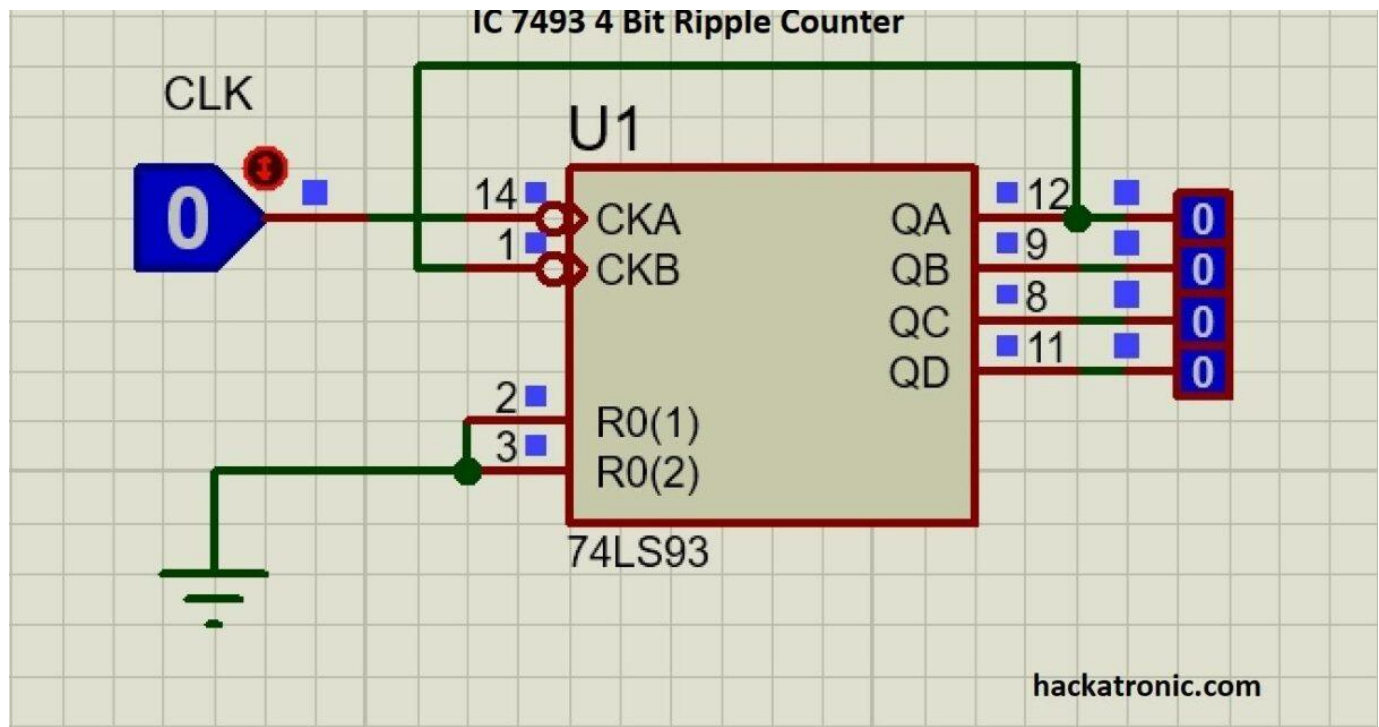 IC 7493 4 Bit Ripple Counter
CLK
U1
0
14
CKA
QA
12
0
1
CKB
QB
9
0
QC
8
0
QD
11
0
2
R0(1)
3
R0(2)
74LS93
hackatronic.com